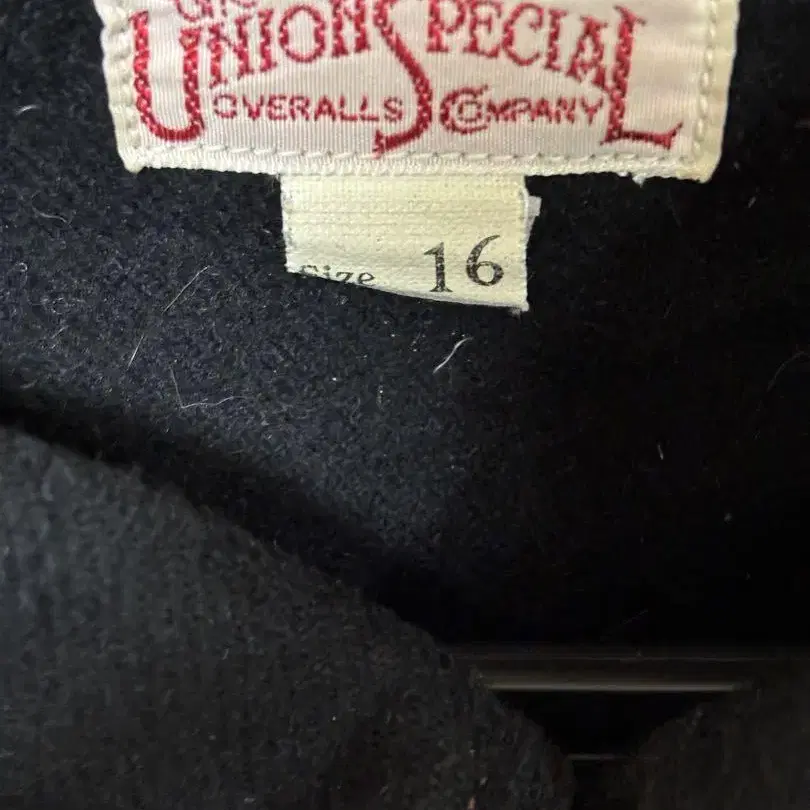 UNION SPECIAL
OVERALLS COMPANY
Size 16